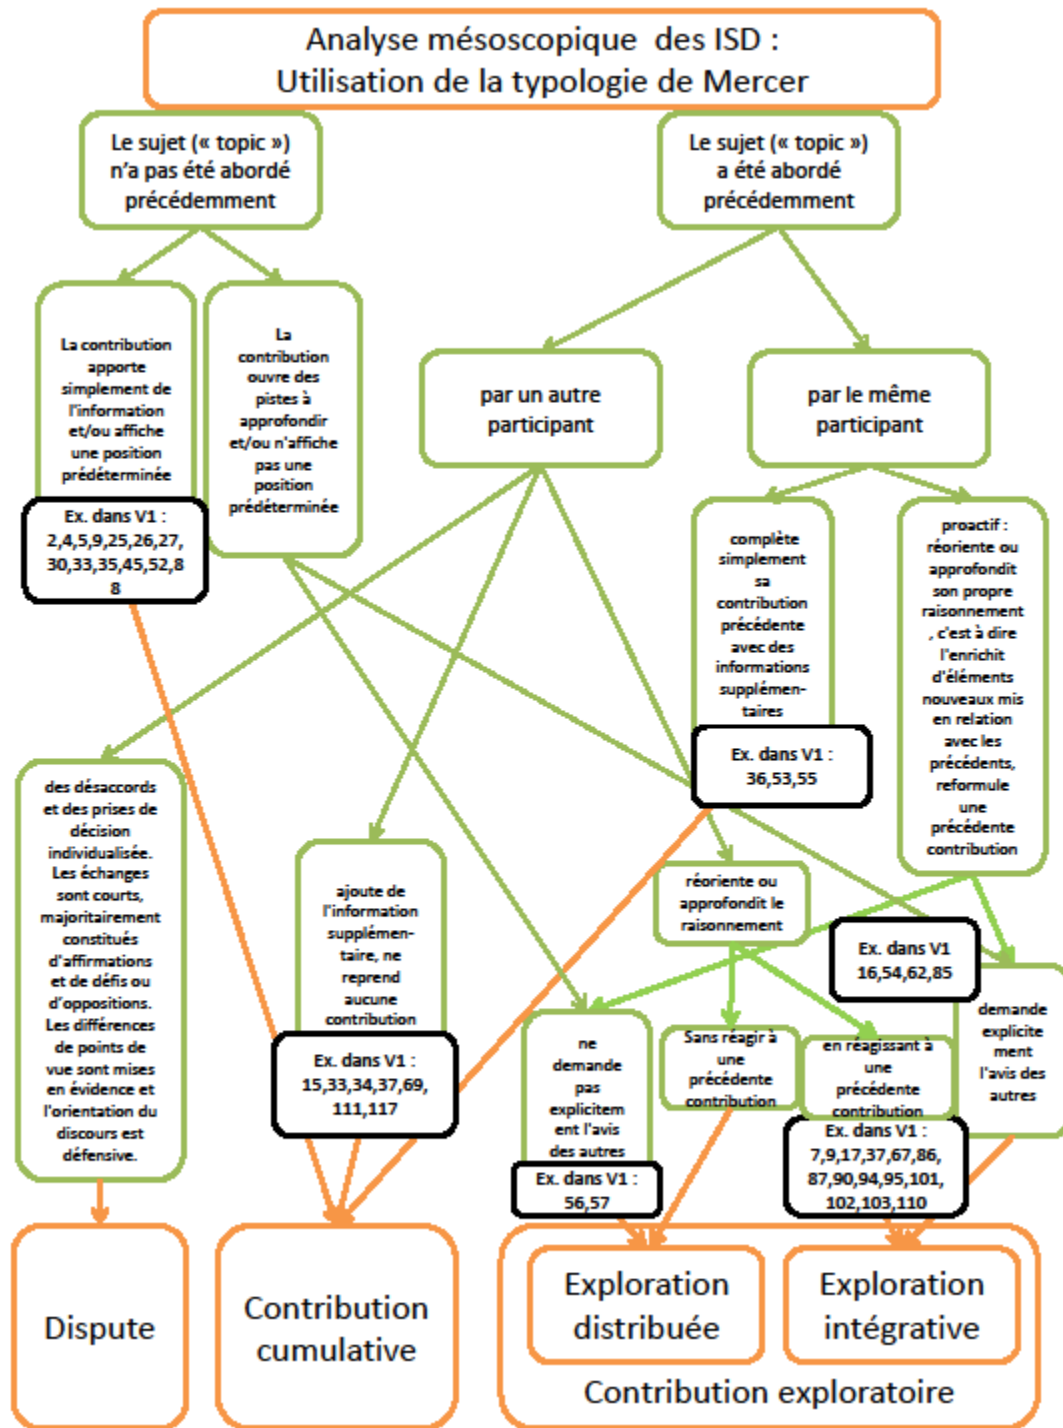 Analyse mésoscopique des ISD :
Utilisation de la typologie de Mercer
Le sujet (« topic »)
n'a pas été abordé
précédemment
Le sujet (« topic »)
a été abordé
précédemment
La contribution
apporte
simplement de
l'information
et/ou affiche
une position
prédéterminée
Ex. dans V1 :
2,4,5,9,25,26,27,
30,33,35,45,52,8
8
La
contribution
ouvre des
pistes à
approfondir
et/ou n'affiche
pas une
position
prédéterminée
par un autre
participant
par le même
participant
complète
simplement
sa
contribution
précédente
avec des
informations
supplémen-
taires
Ex. dans V1 :
36,53,55
proactif :
réoriente ou
approfondit
son propre
raisonnement
, c'est à dire
l'enrichit
d'éléments
nouveaux mis
en relation
avec les
précédents,
reformule
une
précédente
contribution
des désaccords
et des prises de
décision
individualisée.
Les échanges
sont courts,
majoritairement
constitués
d'affirmations
et de défis ou
d'oppositions.
Les différences
de points de
vue sont mises
en évidence et
l'orientation du
discours est
défensive.
ajoute de
l'information
supplémen-
taire, ne
reprend
aucune
contribution
Ex. dans V1 :
15,33,34,37,69,
111,117
réoriente ou
approfondit le
raisonnement
Ex. dans V1
16,54,62,85
ne
demande
pas
explicitem
ent l'avis
des autres
Ex. dans V1 :
56,57
Sans réagir à
une
précédente
contribution
en réagissant à
une
précédente
contribution
Ex. dans V1 :
7,9,17,37,67,86,
87,90,94,95,101,
102,103,110
demande
explicite
ment
l'avis des
autres
Dispute
Contribution
cumulative
Exploration
distribuée
Exploration
intégrative
Contribution exploratoire